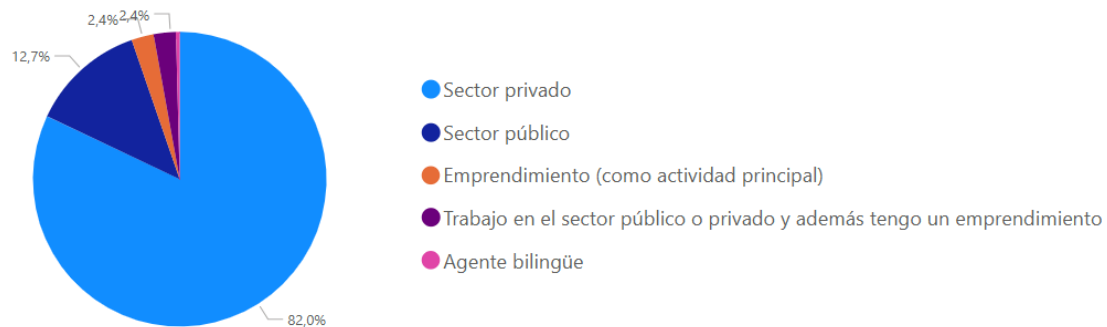 2,4%
2,4%
12,7%
82,0%
Sector privado
Sector público
Emprendimiento (como actividad principal)
Trabajo en el sector público o privado y además tengo un emprendimiento
Agente bilingüe